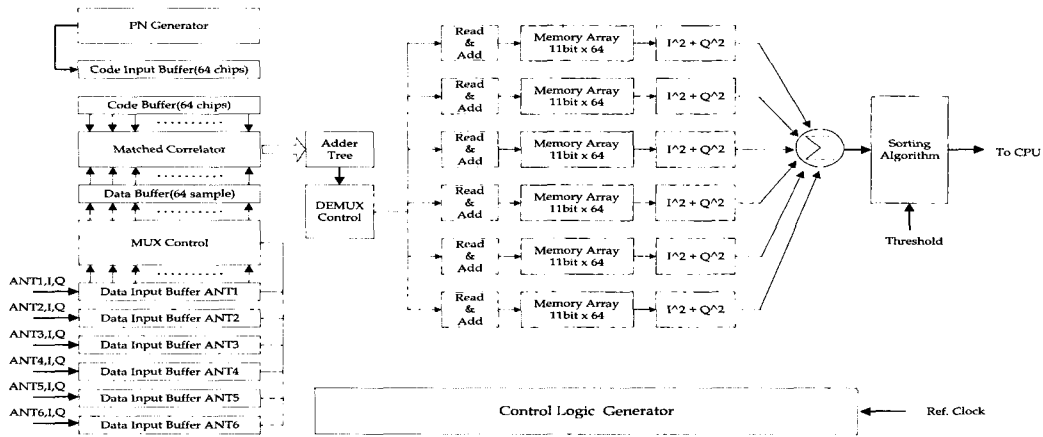 PN Generator
Code Input Buffer(64 chips)
Code Buffer(64 chips)
Matched Correlator
Data Buffer(64 sample)
MUX Control
ANT1,I,Q
Data Input Buffer ANT1
ANT2,I,Q
Data Input Buffer ANT2
ANT3,I,Q
Data Input Buffer ANT3
ANT4,I,Q
Data Input Buffer ANT4
ANT5,I,Q
Data Input Buffer ANT5
ANT6,I,Q
Data Input Buffer ANT6
Adder
Tree
DEMUX
Control
Read
&
Add
Memory Array
11bit x 64
I^2 + Q^2
Read
&
Add
Memory Array
11bit x 64
I^2 + Q^2
Read
&
Add
Memory Array
11bit x 64
I^2 + Q^2
Read
&
Add
Memory Array
11bit x 64
I^2 + Q^2
Read
&
Add
Memory Array
11bit x 64
I^2 + Q^2
Read
&
Add
Memory Array
11bit x 64
I^2 + Q^2
Σ
Sorting
Algorithm
To CPU
Threshold
Control Logic Generator
Ref. Clock